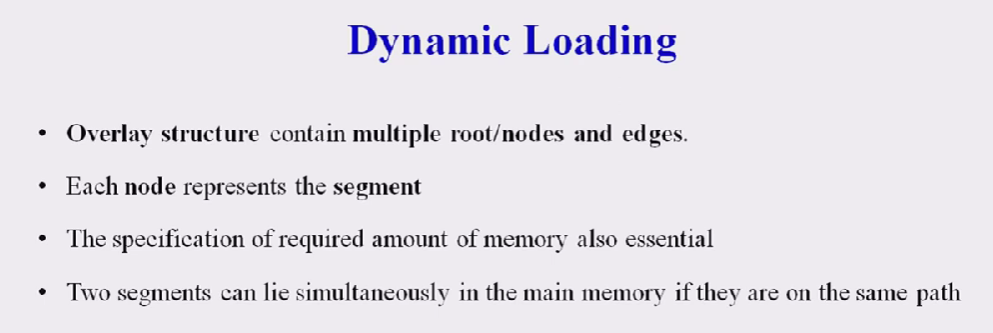 Dynamic Loading
• Overlay structure contain multiple root/nodes and edges.
• Each node represents the segment
• The specification of required amount of memory also essential
• Two segments can lie simultaneously in the main memory if they are on the same path